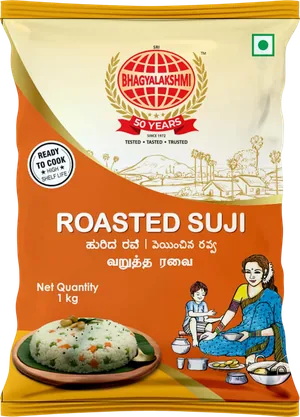 SRI
BHAGYALAKSHMI
™
50 YEARS
SINCE 1972
TESTED • TASTED • TRUSTED
READY
TO COOK
HIGH
SHELF LIFE
ROASTED SUJI
ಹುರಿದ ರವೆ | వెయించిన రవ్వ
வறுத்த ரவை
Net Quantity
1 kg